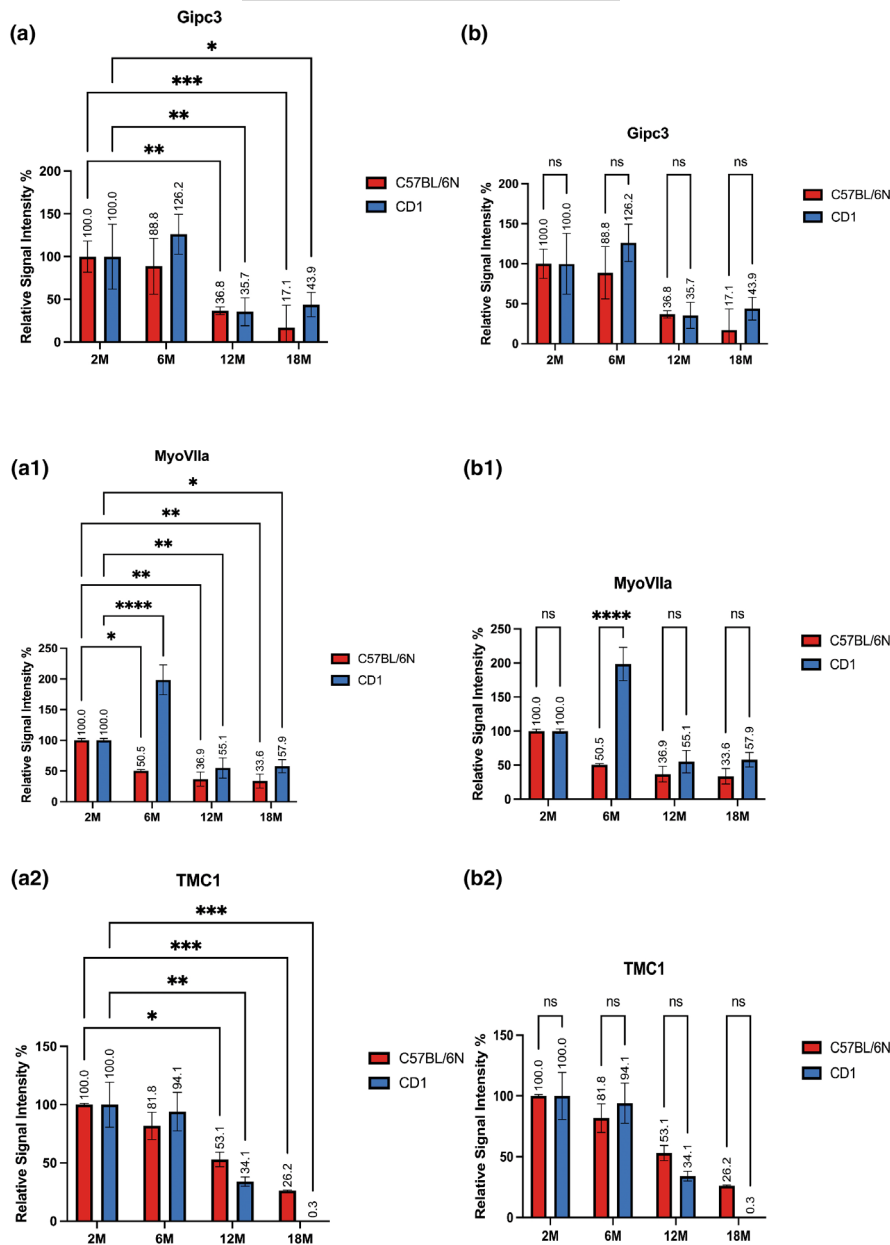 (a)
Gipc3
*
***
**
**
Relative Signal Intensity %
200
150
100
50
0
100.0
100.0
88.8
126.2
36.8
35.7
17.1
43.9
2M
6M
12M
18M
C57BL/6N
CD1
(b)
Gipc3
ns
ns
ns
ns
Relative Signal Intensity %
200
150
100
50
0
100.0
100.0
88.8
126.2
36.8
35.7
17.1
43.9
2M
6M
12M
18M
C57BL/6N
CD1
(a1)
MyoVIIa
*
**
**
**
****
*
Relative Signal Intensity %
250
200
150
100
50
0
100.0
100.0
50.5
36.9
55.1
33.6
57.9
2M
6M
12M
18M
C57BL/6N
CD1
(b1)
MyoVIIa
ns
****
ns
ns
Relative Signal Intensity %
250
200
150
100
50
0
100.0
100.0
50.5
36.9
55.1
33.6
57.9
2M
6M
12M
18M
C57BL/6N
CD1
(a2)
TMC1
***
***
**
*
Relative Signal Intensity %
150
100
50
0
100.0
100.0
81.8
94.1
53.1
34.1
26.2
0.3
2M
6M
12M
18M
C57BL/6N
CD1
(b2)
TMC1
ns
ns
ns
ns
Relative Signal Intensity %
150
100
50
0
100.0
100.0
81.8
94.1
53.1
34.1
26.2
0.3
2M
6M
12M
18M
C57BL/6N
CD1